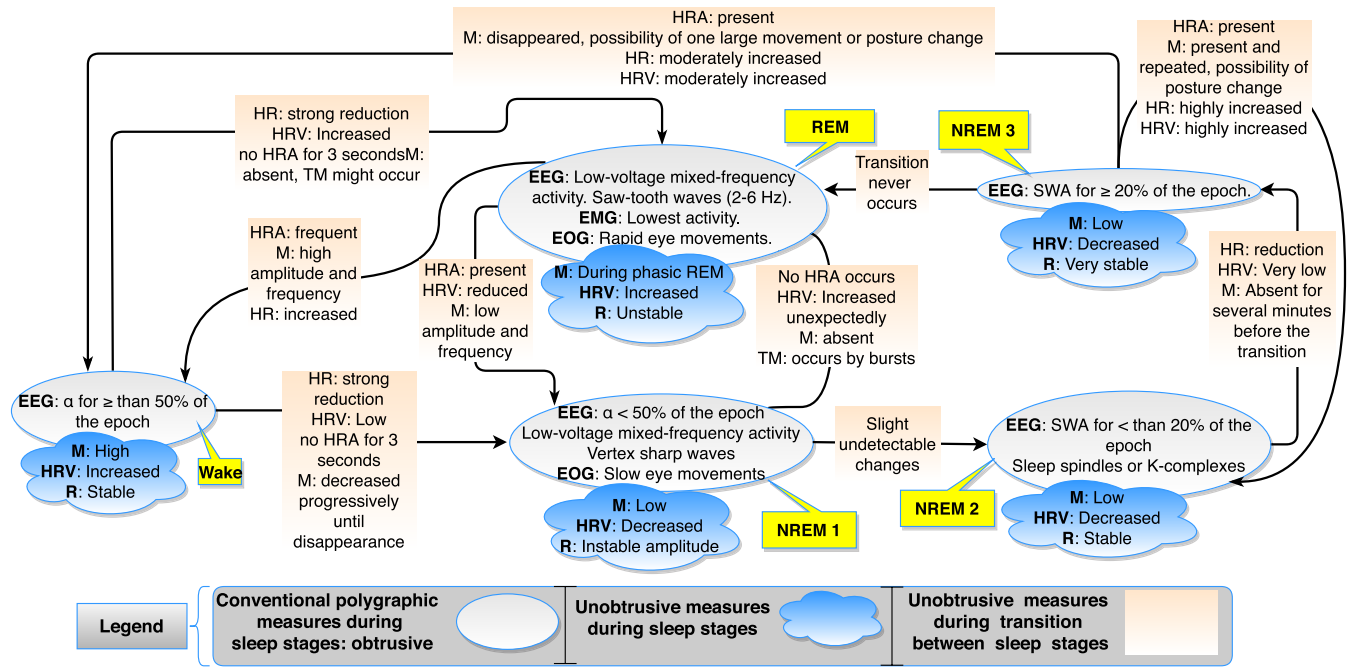 HRA: present
M: disappeared, possibility of one large movement or posture change
HR: moderately increased
HRV: moderately increased
HRA: present
M: present and
repeated, possibility of
posture change
HR: highly increased
HRV: highly increased
HR: strong reduction
HRV: Increased
no HRA for 3 secondsM:
absent, TM might occur
REM
NREM 3
EEG: Low-voltage mixed-frequency
activity. Saw-tooth waves (2-6 Hz).
EMG: Lowest activity.
EOG: Rapid eye movements.
Transition
never
occurs
EEG: SWA for ≥ 20% of the epoch.
M: Low
HRV: Decreased
R: Very stable
HRA: frequent
M: high
amplitude and
frequency
HR: increased
HRA: present
HRV: reduced
M: low
amplitude and
frequency
M: During phasic REM
HRV: Increased
R: Unstable
No HRA occurs
HRV: Increased
unexpectedly
M: absent
TM: occurs by bursts
HR: reduction
HRV: Very low
M: Absent for
several minutes
before the
transition
EEG: α for ≥ than 50% of
the epoch
M: High
HRV: Increased
R: Stable
Wake
HR: strong
reduction
HRV: Low
no HRA for 3
seconds
M: decreased
progressively
until
disappearance
EEG: α < 50% of the epoch
Low-voltage mixed-frequency activity
Vertex sharp waves
EOG: Slow eye movements
M: Low
HRV: Decreased
R: Instable amplitude
NREM 1
Slight
undetectable
changes
EEG: SWA for < than 20% of the
epoch
Sleep spindles or K-complexes
NREM 2
M: Low
HRV: Decreased
R: Stable
Legend
Conventional polygraphic
measures during
sleep stages: obtrusive
Unobtrusive measures
during sleep stages
Unobtrusive measures
during transition
between sleep stages